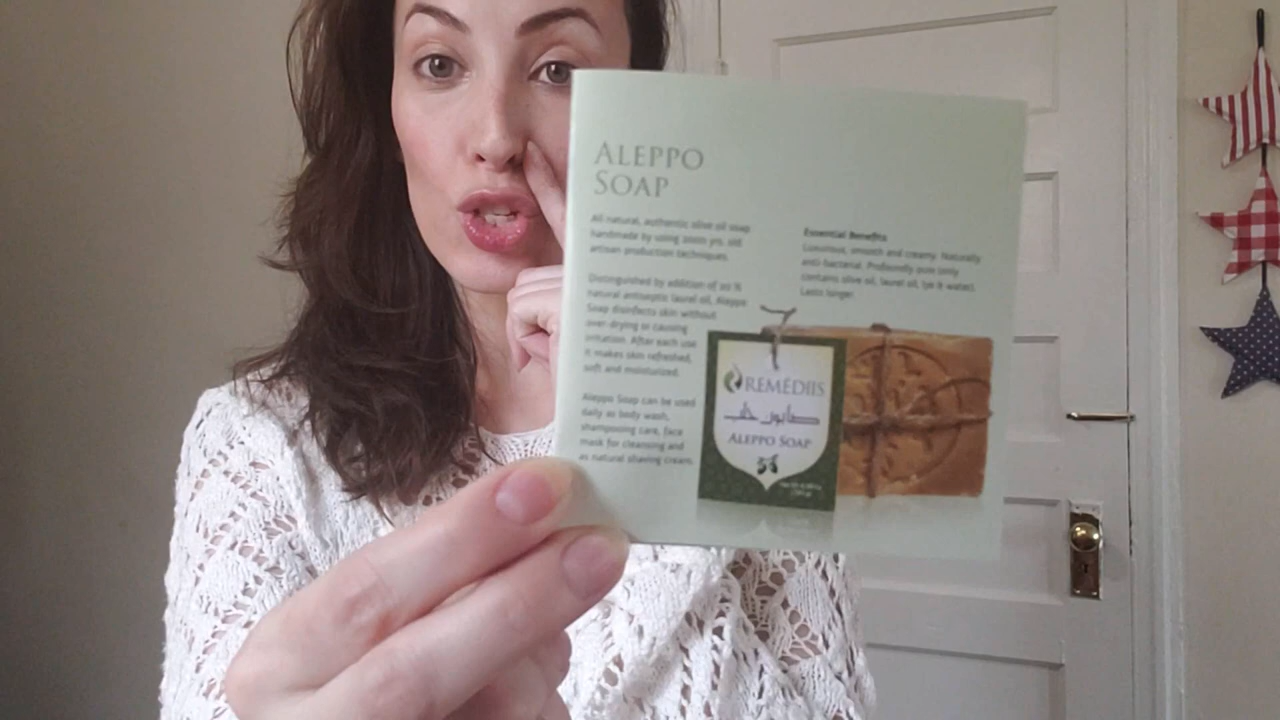 ALEPPO
SOAP
All natural, authentic olive oil soap
handmade by using 2000 yrs. old
artisan production techniques.
Distinguished by addition of 20 %
natural antiseptic laurel oil, Aleppo
Soap disinfects skin without
over-drying or causing
irritation. After each use
it makes skin refreshed,
soft and moisturized.
Aleppo Soap can be used
daily as body wash,
shampooing care, face
mask for cleansing and
as natural shaving cream.
Essential Benefits
Luxurious, smooth and creamy. Naturally
anti-bacterial. Profoundly pure (only
contains olive oil, laurel oil, lye & water).
Lasts longer
REMÉDIIS
صابون حلب
ALEPPO SOAP